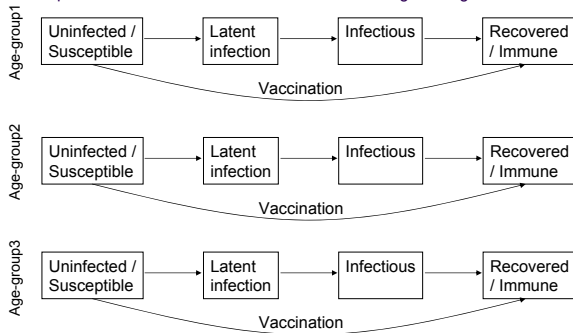 Age-group1
Uninfected / Susceptible
Latent infection
Infectious
Recovered / Immune
Vaccination
Age-group2
Uninfected / Susceptible
Latent infection
Infectious
Recovered / Immune
Vaccination
Age-group3
Uninfected / Susceptible
Latent infection
Infectious
Recovered / Immune
Vaccination